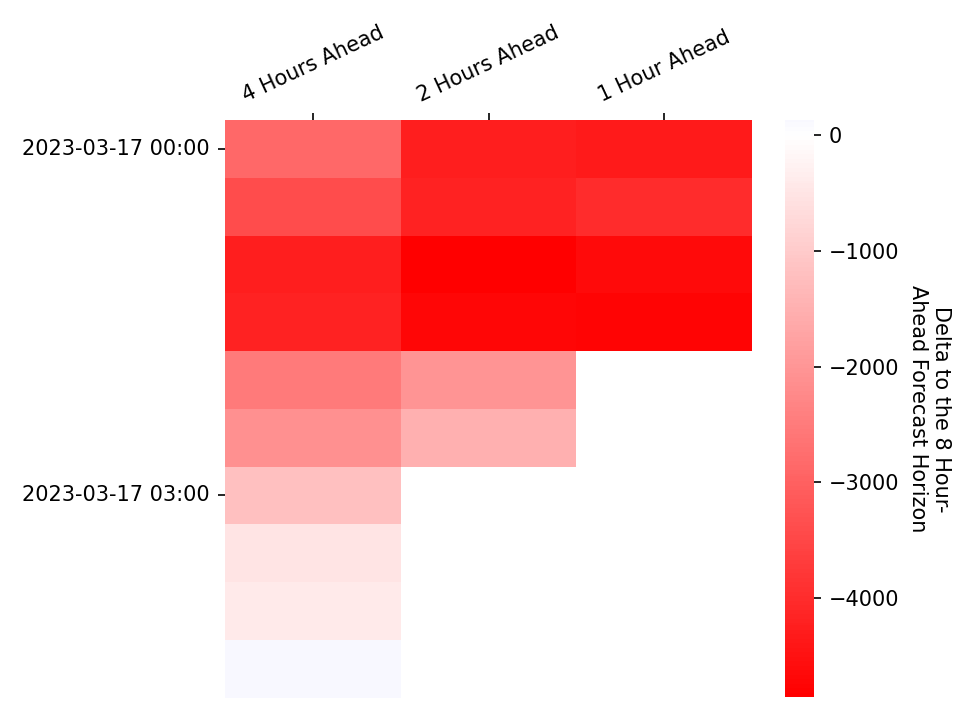 4 Hours Ahead
2 Hours Ahead
1 Hour Ahead
2023-03-17 00:00
2023-03-17 03:00
0
−1000
−2000
−3000
−4000
Delta to the 8 Hour-
Ahead Forecast Horizon